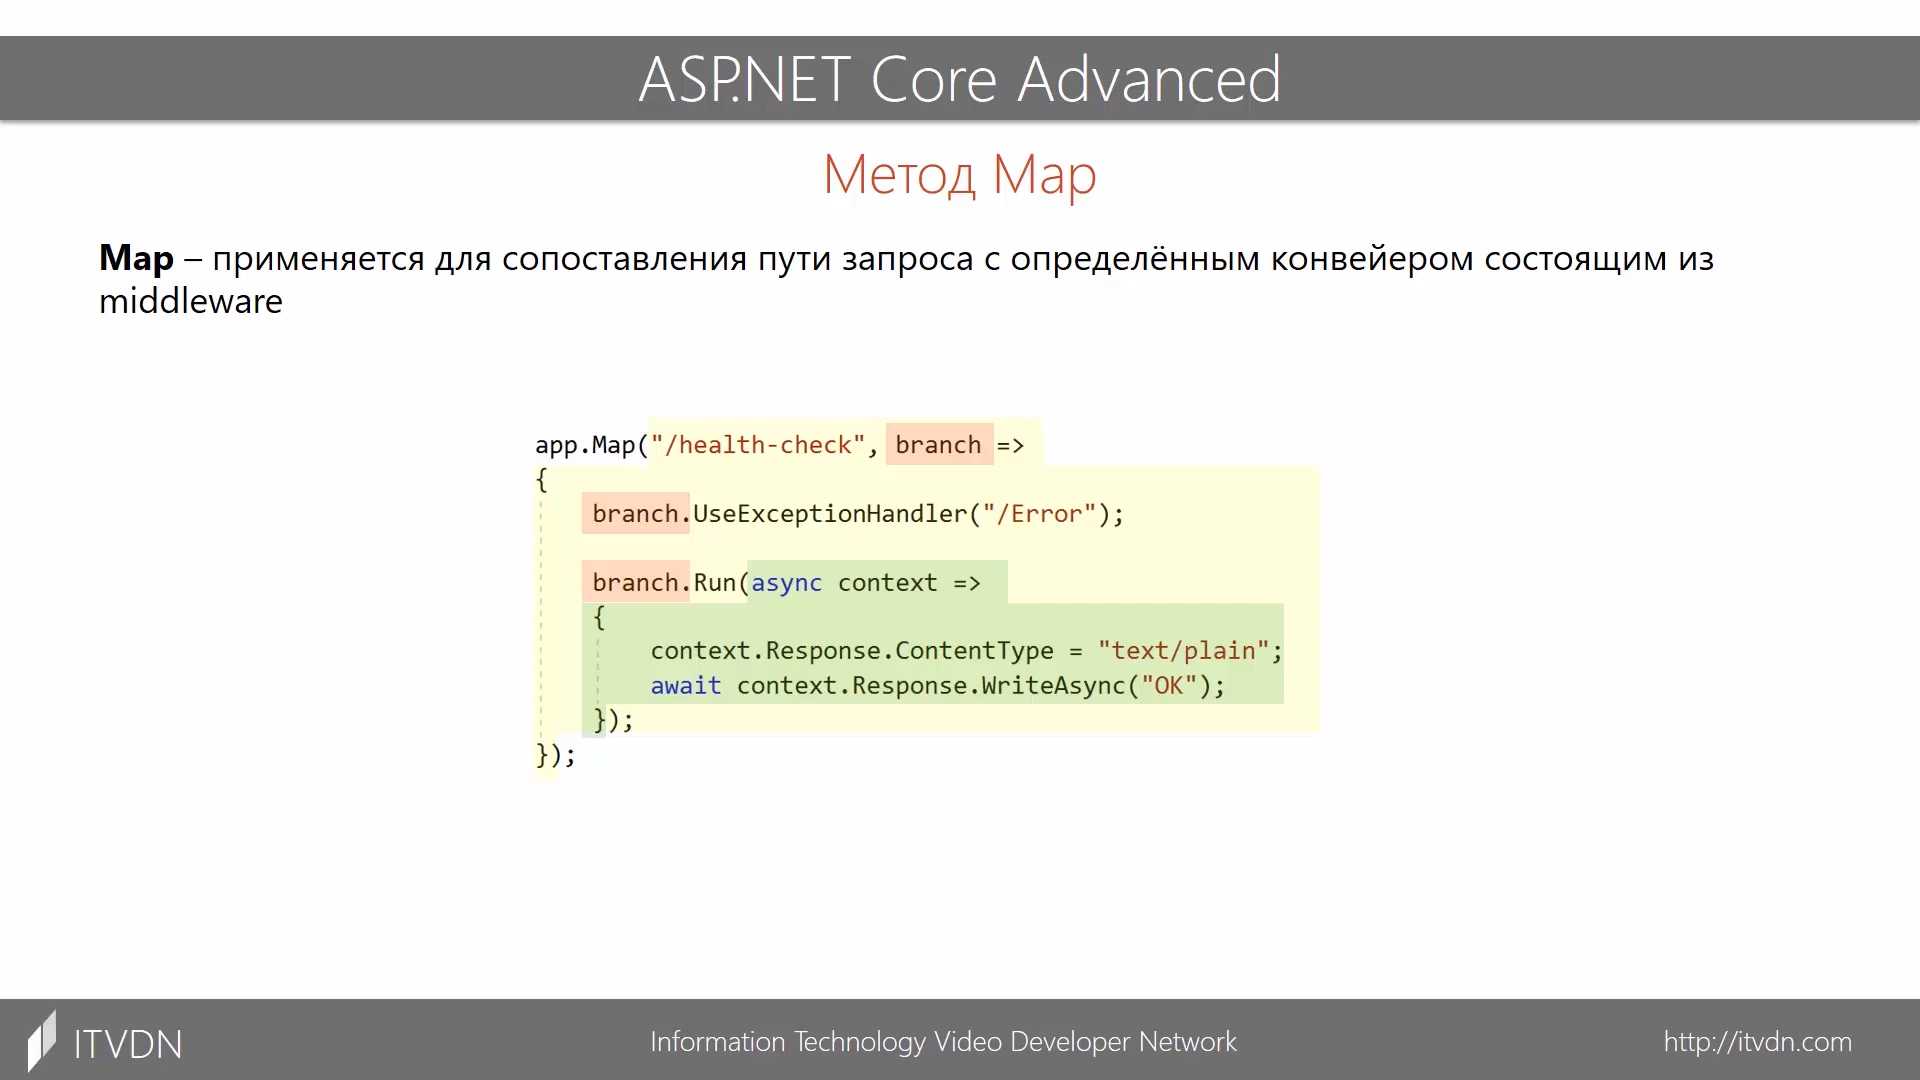 ASP.NET Core Advanced
Метод Map
Map – применяется для сопоставления пути запроса с определённым конвейером состоящим из
middleware
app.Map("/health-check", branch =>
{
branch.UseExceptionHandler("/Error");
branch.Run(async context =>
{
context.Response.ContentType = "text/plain";
await context.Response.WriteAsync("OK");
});
});
ITVDN
Information Technology Video Developer Network
http://itvdn.com